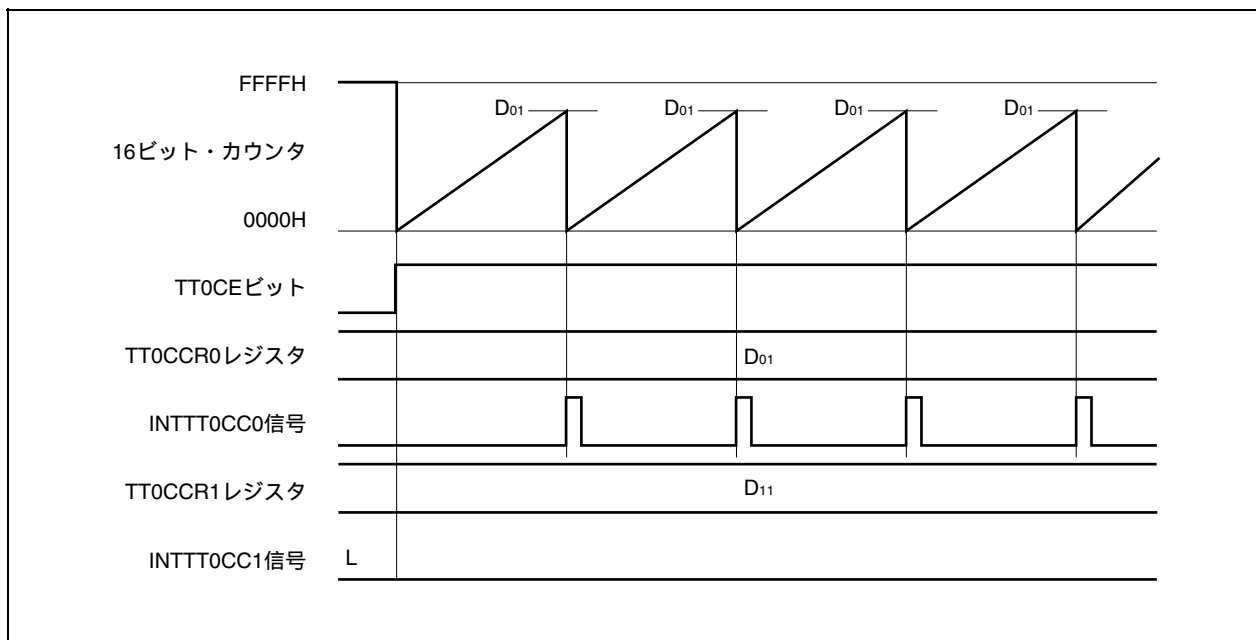 FFFFH
D01 D01 D01 D01
16ビット・カウンタ
0000H
TT0CEビット
TT0CCR0レジスタ D01
INTTT0CC0信号
TT0CCR1レジスタ D11
INTTT0CC1信号 L